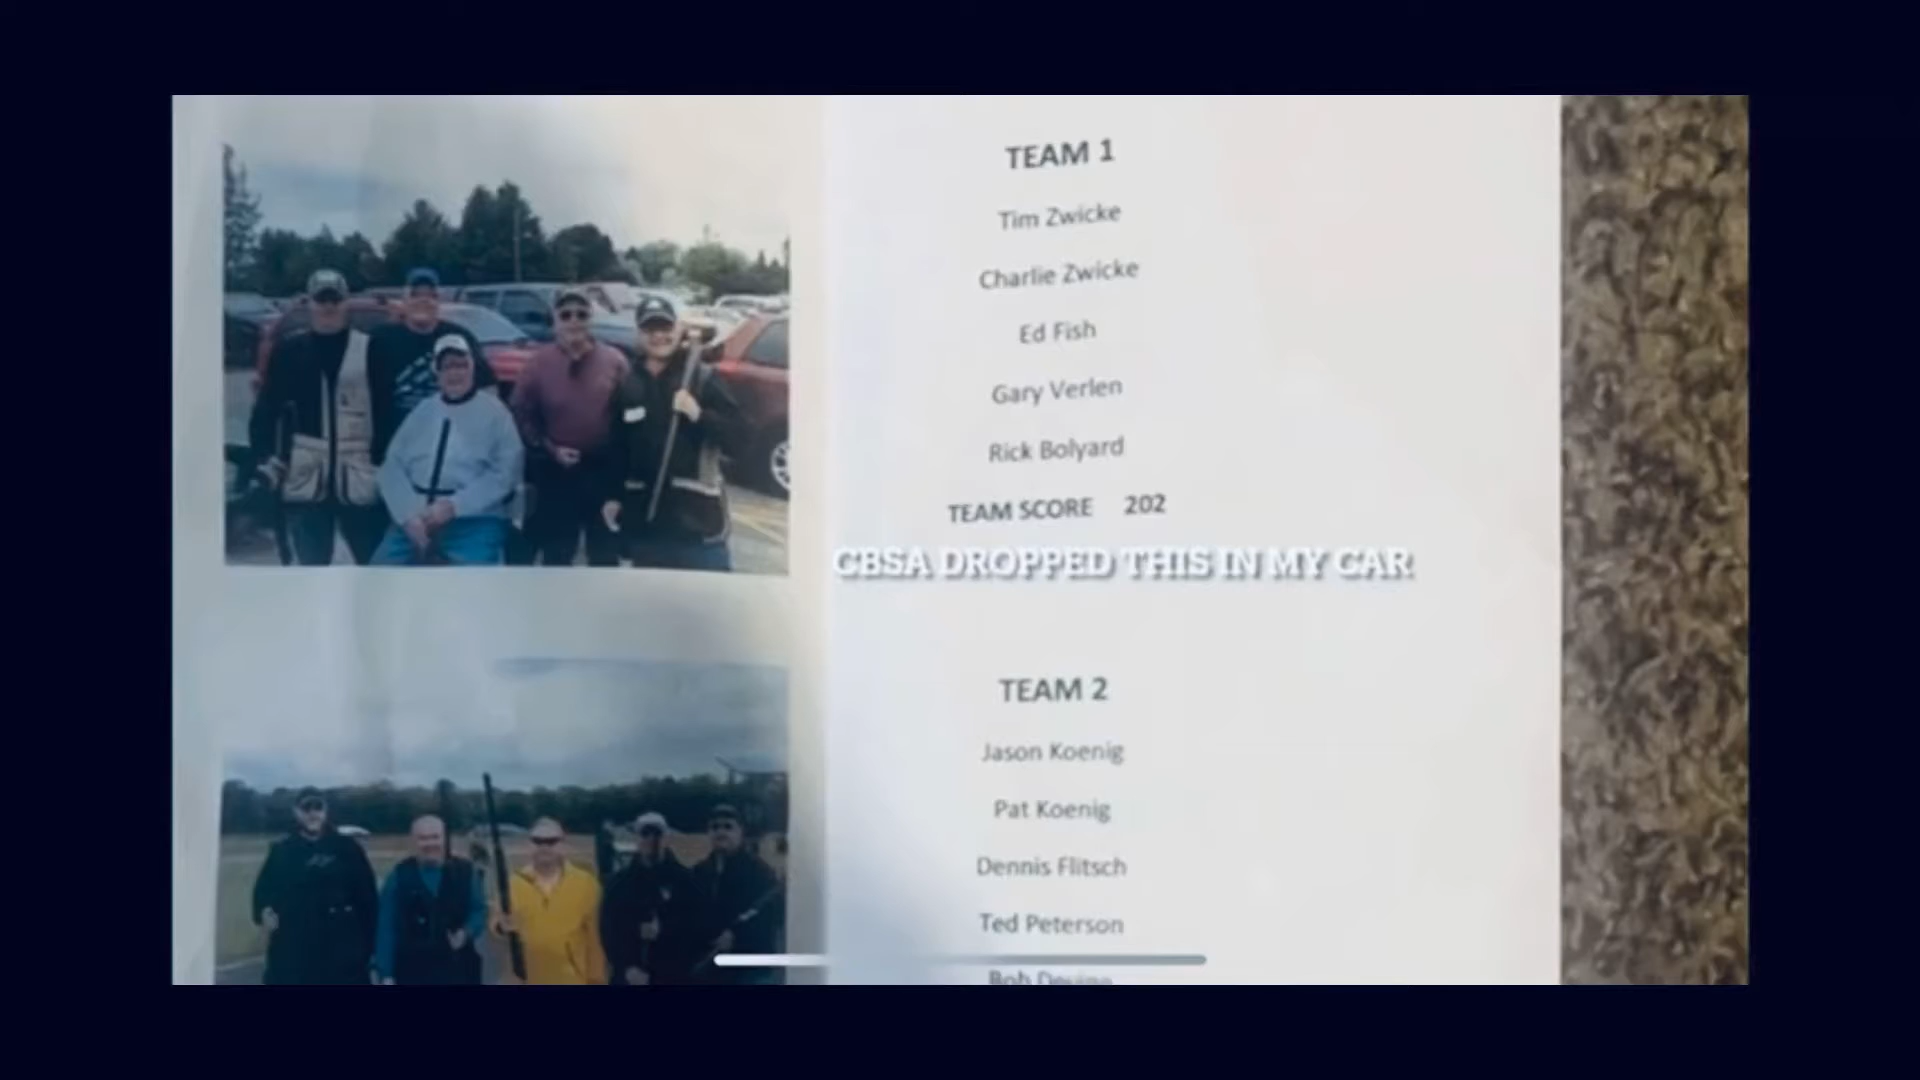 TEAM 1
Tim Zwicke
Charlie Zwicke
Ed Fish
Gary Verlen
Rick Bolyard
TEAM SCORE 202
CBSA DROPPED THIS IN MY CAR
TEAM 2
Jason Koenig
Pat Koenig
Dennis Flitsch
Ted Peterson
Bob